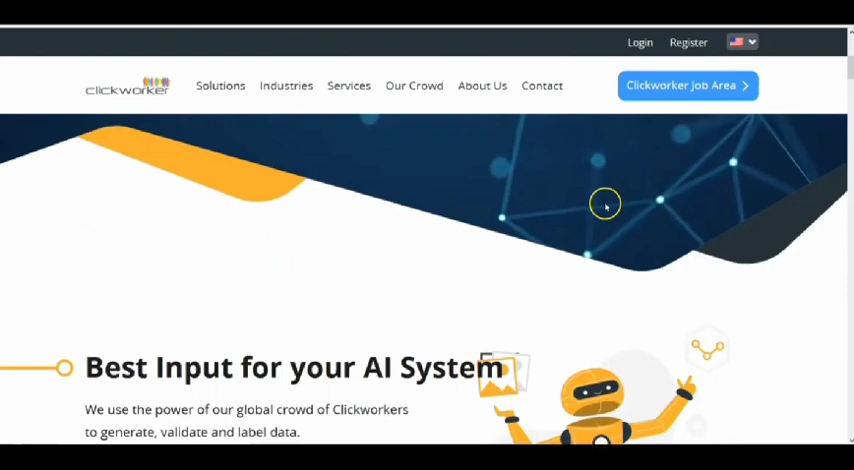 Login Register
clickworker Solutions Industries Services Our Crowd About Us Contact Clickworker Job Area
Best Input for your AI System
We use the power of our global crowd of Clickworkers
to generate, validate and label data.